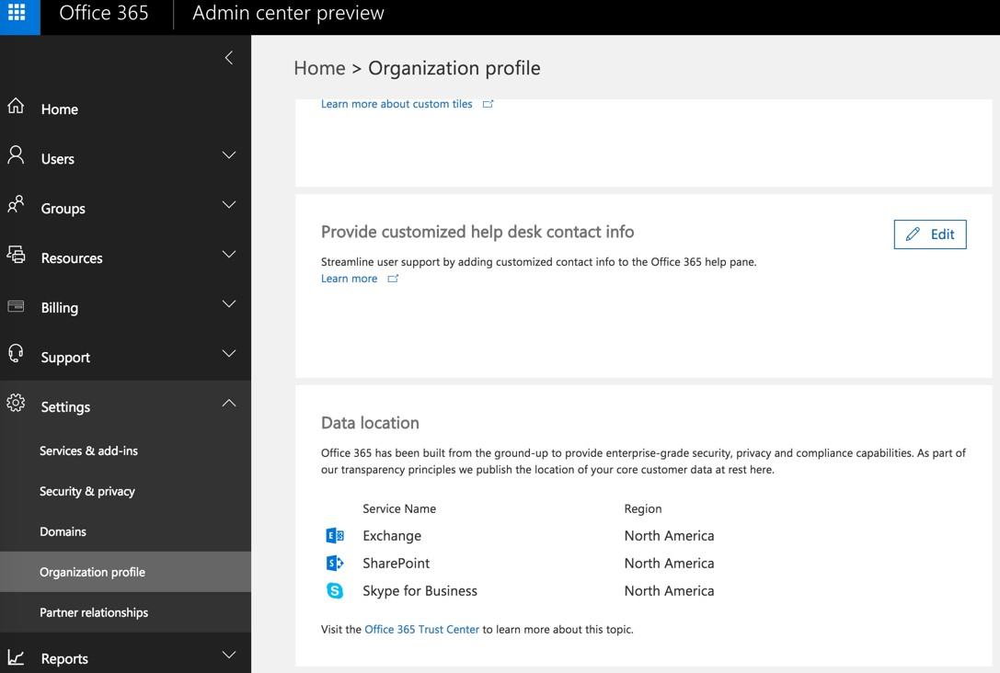 Office 365 Admin center preview
Home
Users
Groups
Resources
Billing
Support
Settings
Services & add-ins
Security & privacy
Domains
Organization profile
Partner relationships
Reports
Home > Organization profile
Learn more about custom tiles
Provide customized help desk contact info
Edit
Streamline user support by adding customized contact info to the Office 365 help pane.
Learn more
Data location
Office 365 has been built from the ground-up to provide enterprise-grade security, privacy and compliance capabilities. As part of
our transparency principles we publish the location of your core customer data at rest here.
Service Name Region
Exchange North America
SharePoint North America
Skype for Business North America
Visit the Office 365 Trust Center to learn more about this topic.